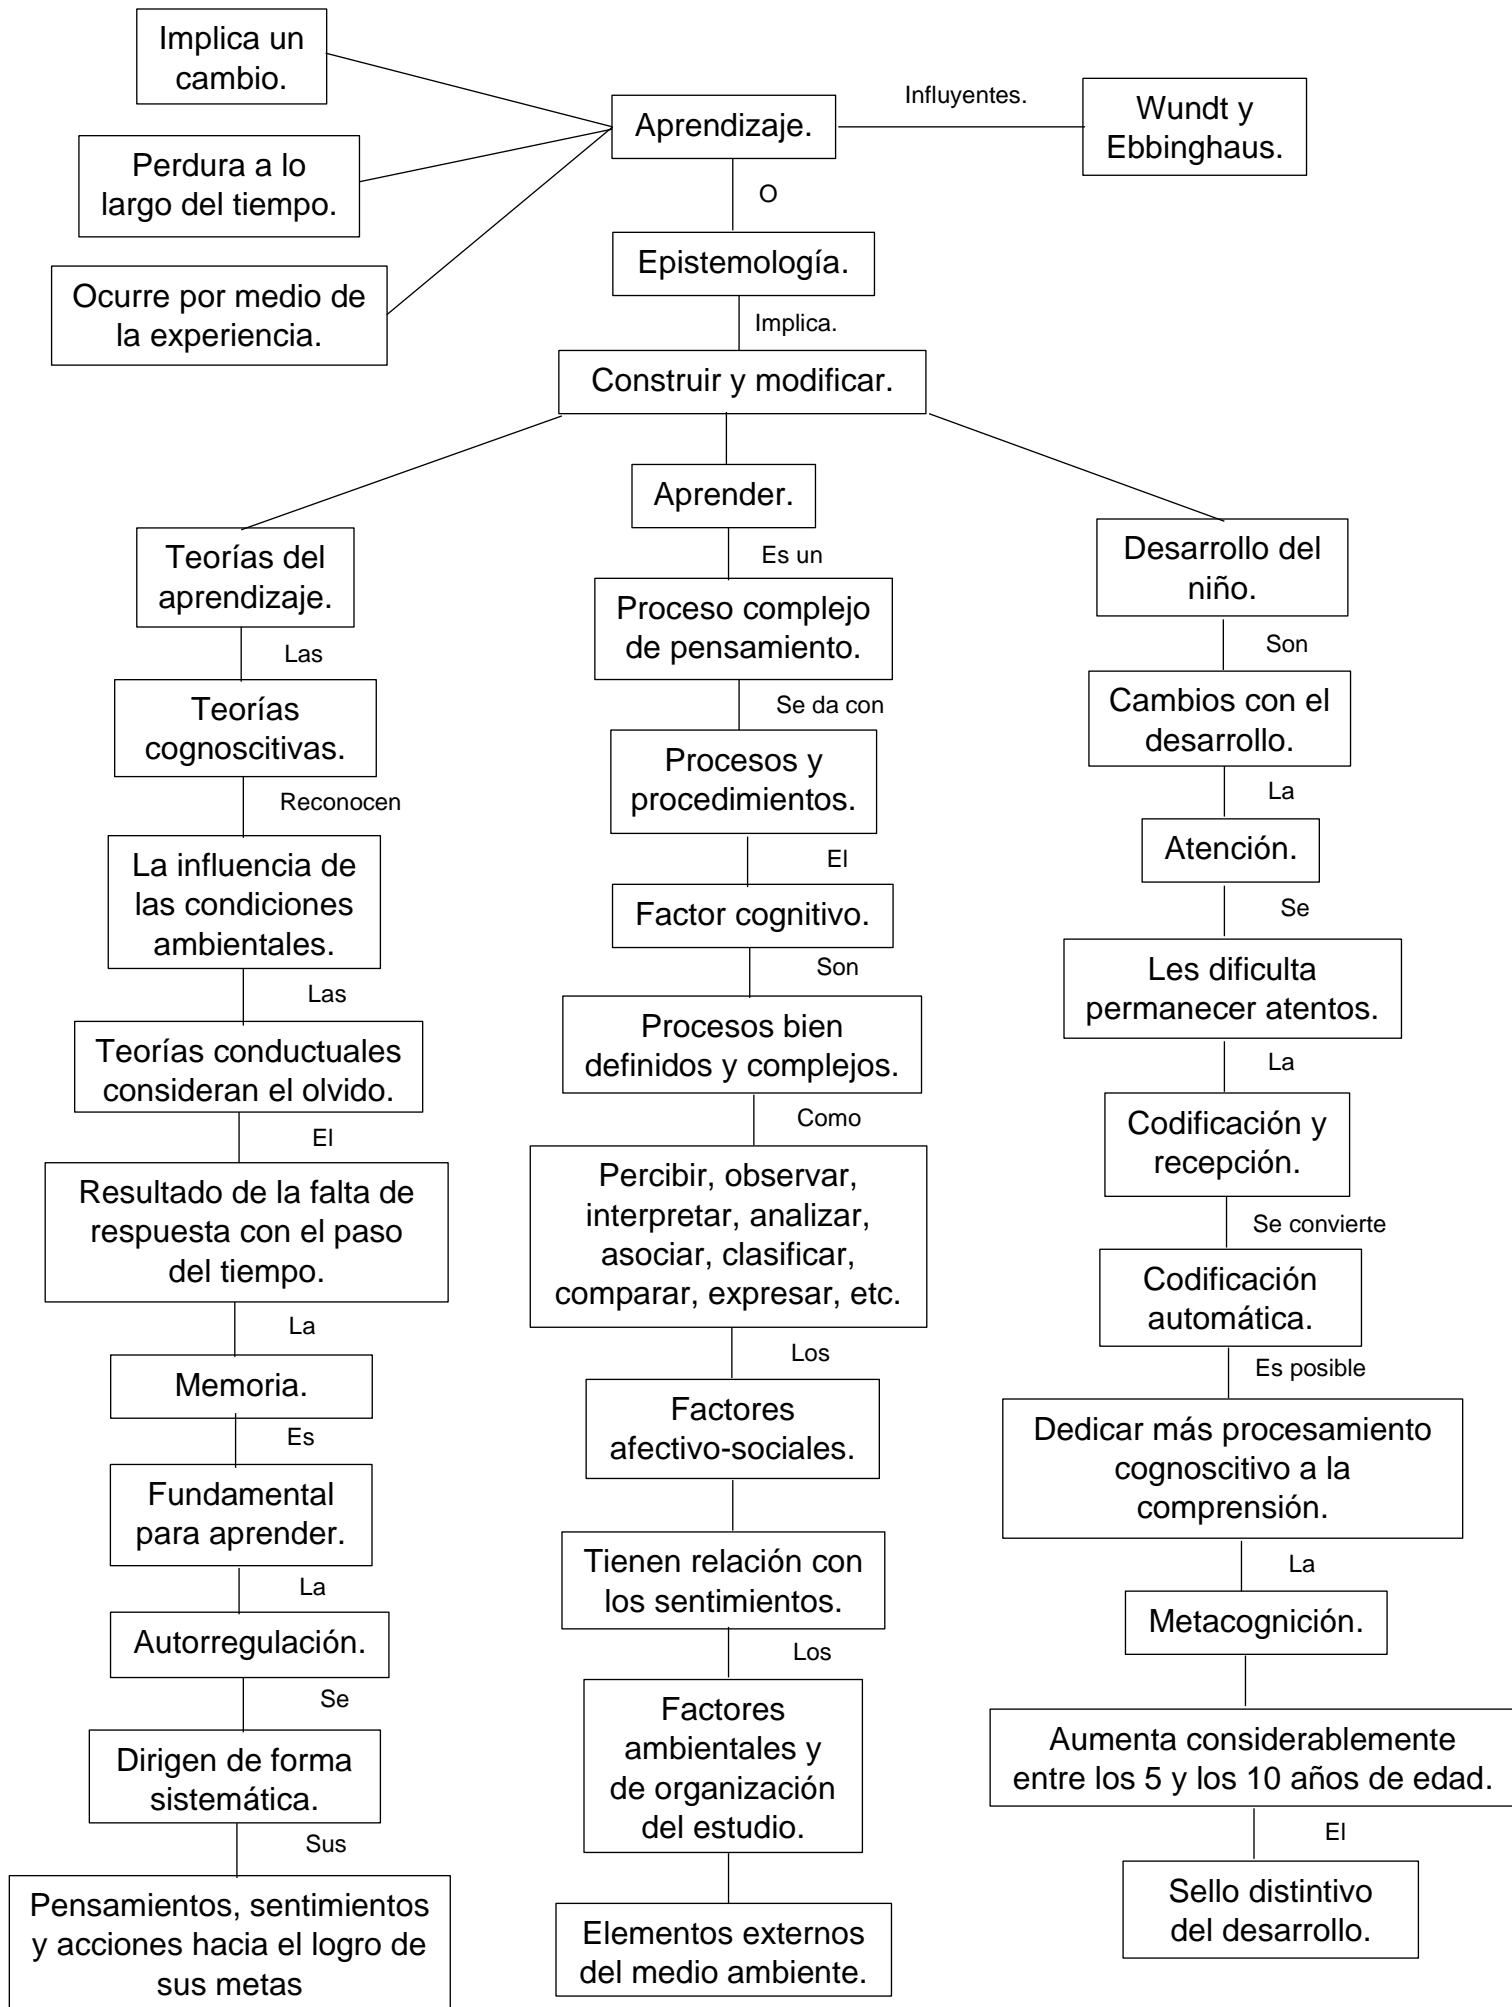 Implica un
cambio.
Perdura a lo
largo del tiempo.
Ocurre por medio de
la experiencia.
Aprendizaje.
Influyentes.
Wundt y
Ebbinghaus.
O
Epistemología.
Implica.
Construir y modificar.
Teorías del
aprendizaje.
Las
Teorías
cognoscitivas.
Reconocen
La influencia de
las condiciones
ambientales.
Las
Teorías conductuales
consideran el olvido.
El
Resultado de la falta de
respuesta con el paso
del tiempo.
La
Memoria.
Es
Fundamental
para aprender.
La
Autorregulación.
Se
Dirigen de forma
sistemática.
Sus
Pensamientos, sentimientos
y acciones hacia el logro de
sus metas
Aprender.
Es un
Proceso complejo
de pensamiento.
Se da con
Procesos y
procedimientos.
El
Factor cognitivo.
Son
Procesos bien
definidos y complejos.
Como
Percibir, observar,
interpretar, analizar,
asociar, clasificar,
comparar, expresar, etc.
Los
Factores
afectivo-sociales.
Tienen relación con
los sentimientos.
Los
Factores
ambientales y
de organización
del estudio.
Elementos externos
del medio ambiente.
Desarrollo del
niño.
Son
Cambios con el
desarrollo.
La
Atención.
Se
Les dificulta
permanecer atentos.
La
Codificación y
recepción.
Se convierte
Codificación
automática.
Es posible
Dedicar más procesamiento
cognoscitivo a la
comprensión.
La
Metacognición.
Aumenta considerablemente
entre los 5 y los 10 años de edad.
El
Sello distintivo
del desarrollo.